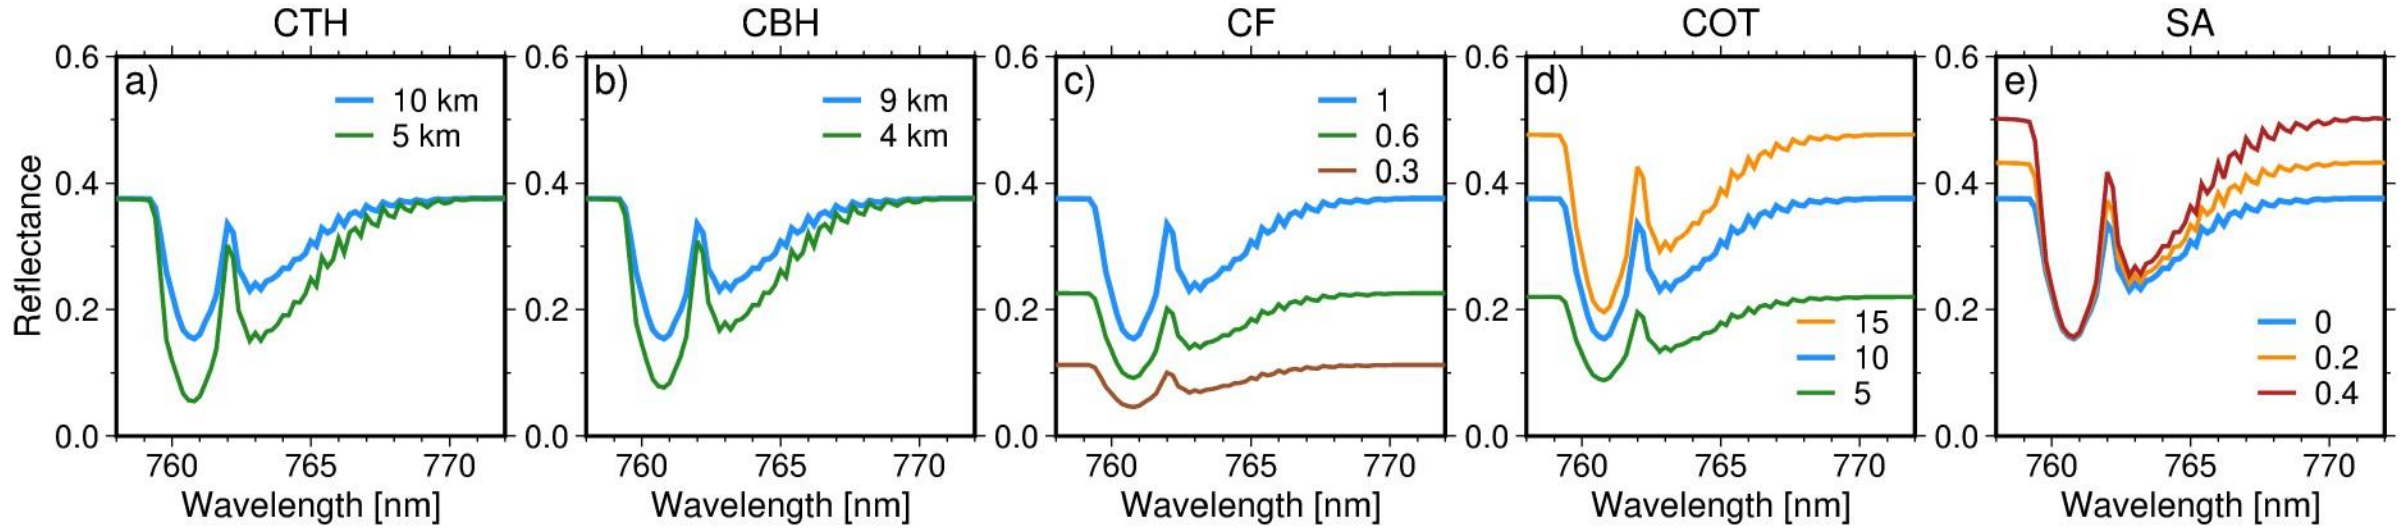 CTH
CBH
CF
COT
SA
Reflectance
a)
10 km
5 km
0.6
0.4
0.2
0.0
760 765 770
Wavelength [nm]
b)
9 km
4 km
0.6
0.4
0.2
0.0
760 765 770
Wavelength [nm]
c)
1
0.6
0.3
0.6
0.4
0.2
0.0
760 765 770
Wavelength [nm]
d)
15
10
5
0.6
0.4
0.2
0.0
760 765 770
Wavelength [nm]
e)
0
0.2
0.4
0.6
0.4
0.2
0.0
760 765 770
Wavelength [nm]